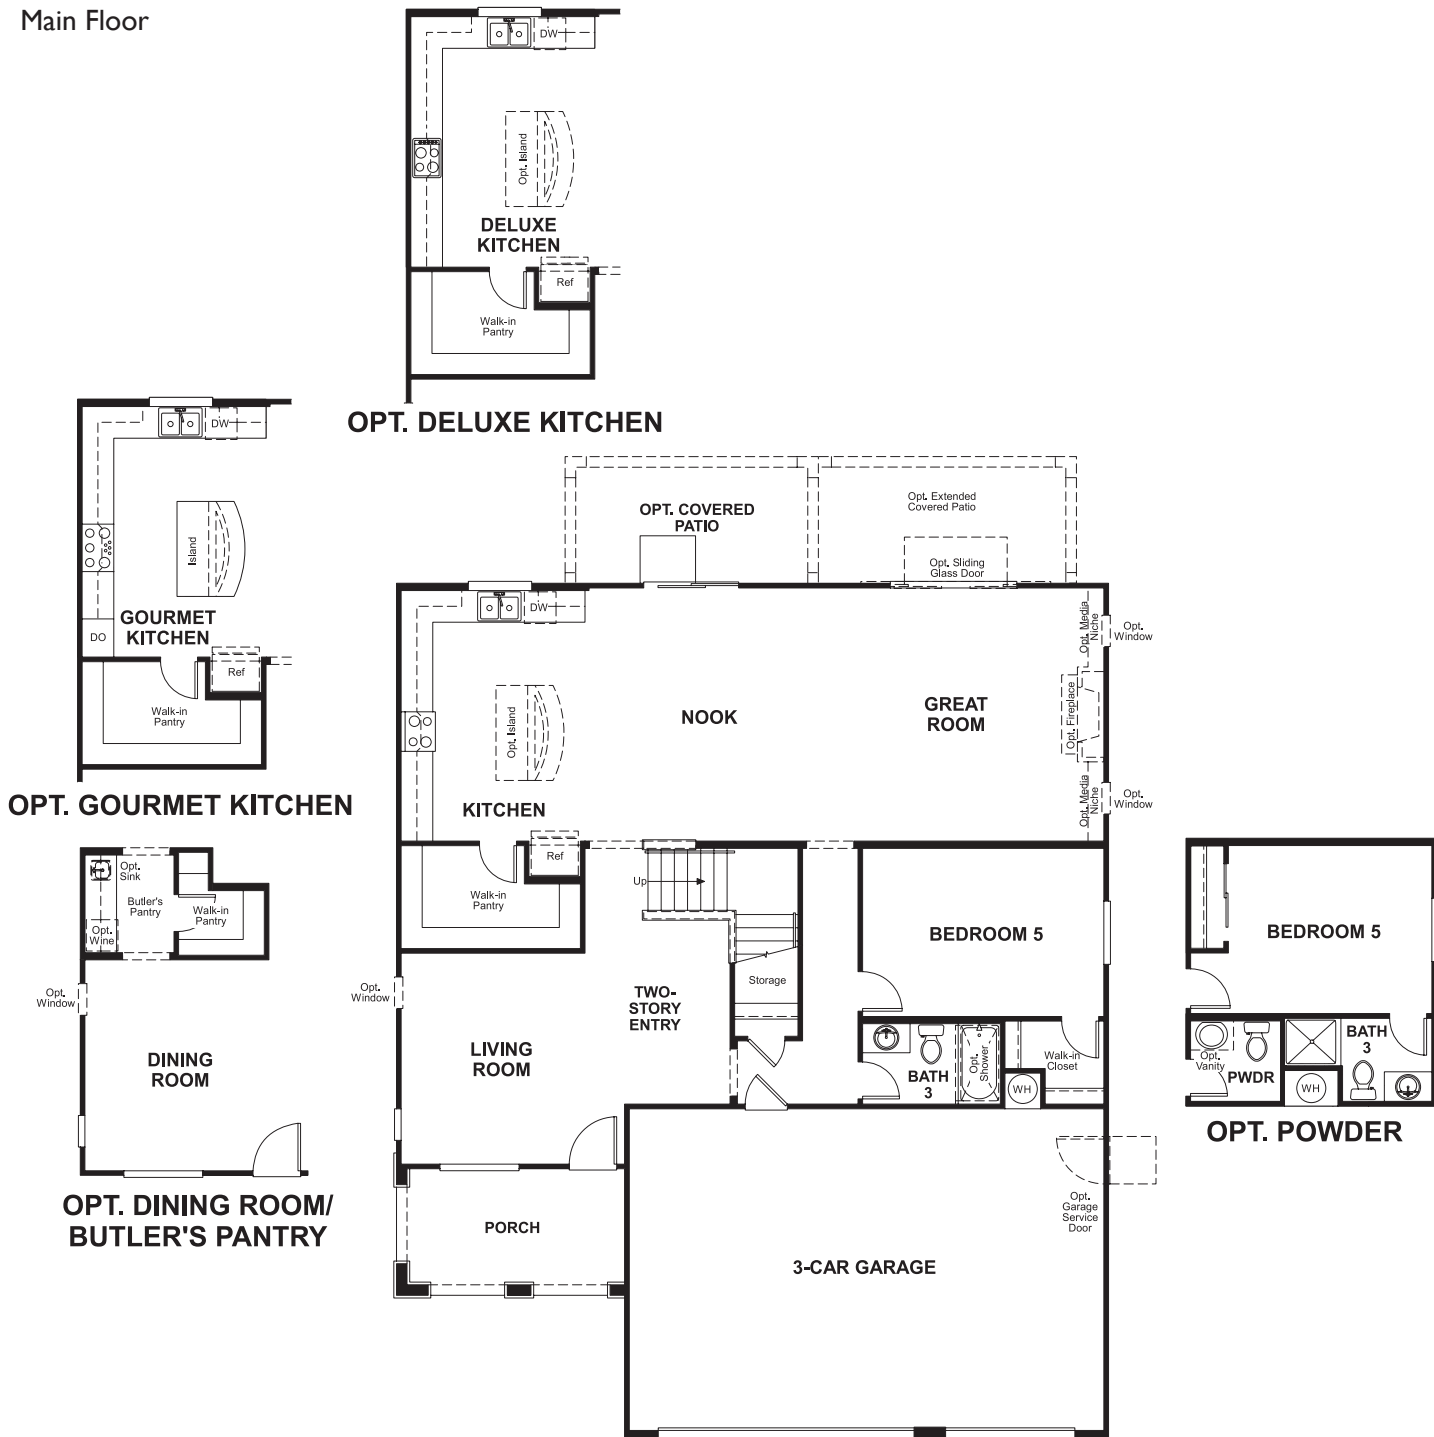 Main Floor
DW
Opt. Island
DELUXE
KITCHEN
Ref
Walk-in
Pantry
OPT. DELUXE KITCHEN
DW
Island
GOURMET
KITCHEN
DO
Ref
Walk-in
Pantry
OPT. GOURMET KITCHEN
OPT. COVERED
PATIO
Opt. Extended
Covered Patio
Opt. Sliding
Glass Door
DW
Opt. Island
KITCHEN
NOOK
GREAT
ROOM
Opt. Media
Niche
Opt.
Window
Opt. Fireplace
Opt. Media
Niche
Opt.
Window
Ref
Walk-in
Pantry
Up
Storage
BEDROOM 5
Opt.
Window
TWO-
STORY
ENTRY
LIVING
ROOM
BATH
3
Opt.
Shower
Walk-in
Closet
WH
PORCH
3-CAR GARAGE
Opt.
Garage
Service
Door
Opt.
Sink
Butler's
Pantry
Walk-in
Pantry
Opt.
Wine
Opt.
Window
DINING
ROOM
OPT. DINING ROOM/
BUTLER'S PANTRY
BEDROOM 5
Opt.
Vanity
PWDR
BATH
3
WH
OPT. POWDER